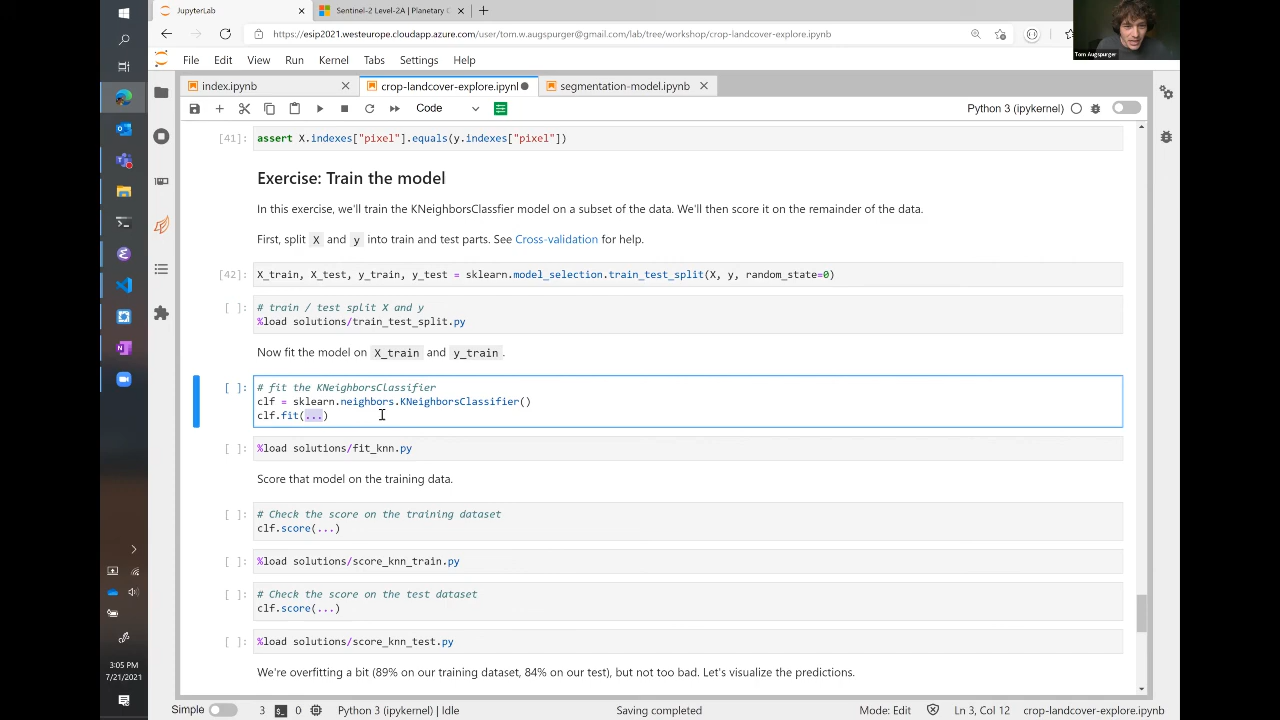 JupyterLab
Sentinel-2 Level-2A | Planetary C
https://esip2021.westeurope.cloudapp.azure.com/user/tom.w.augspurger@gmail.com/lab/tree/workshop/crop-landcover-explore.ipynb
Tom Augspurger
File Edit View Run Kernel Tabs Settings Help
index.ipynb
crop-landcover-explore.ipynl
segmentation-model.ipynb
Code
Python 3 (ipykernel)
[41]: assert X.indexes["pixel"].equals(y.indexes["pixel"])
Exercise: Train the model
In this exercise, we'll train the KNeighborsClassfier model on a subset of the data. We'll then score it on the remainder of the data.
First, split X and y into train and test parts. See Cross-validation for help.
[42]: X_train, X_test, y_train, y_test = sklearn.model_selection.train_test_split(X, y, random_state=0)
[ ]: # train / test split X and y
%load solutions/train_test_split.py
Now fit the model on X_train and y_train.
[ ]: # fit the KNeighborsClassifier
clf = sklearn.neighbors.KNeighborsClassifier()
clf.fit(...)
[ ]: %load solutions/fit_knn.py
Score that model on the training data.
[ ]: # Check the score on the training dataset
clf.score(...)
[ ]: %load solutions/score_knn_train.py
[ ]: # Check the score on the test dataset
clf.score(...)
[ ]: %load solutions/score_knn_test.py
We're overfitting a bit (89% on our training dataset, 84% on our test), but not too bad. Let's visualize the predictions.
3:05 PM
7/21/2021
Simple 3 0 Python 3 (ipykernel) | Idle Saving completed Mode: Edit Ln 3, Col 12 crop-landcover-explore.ipynb